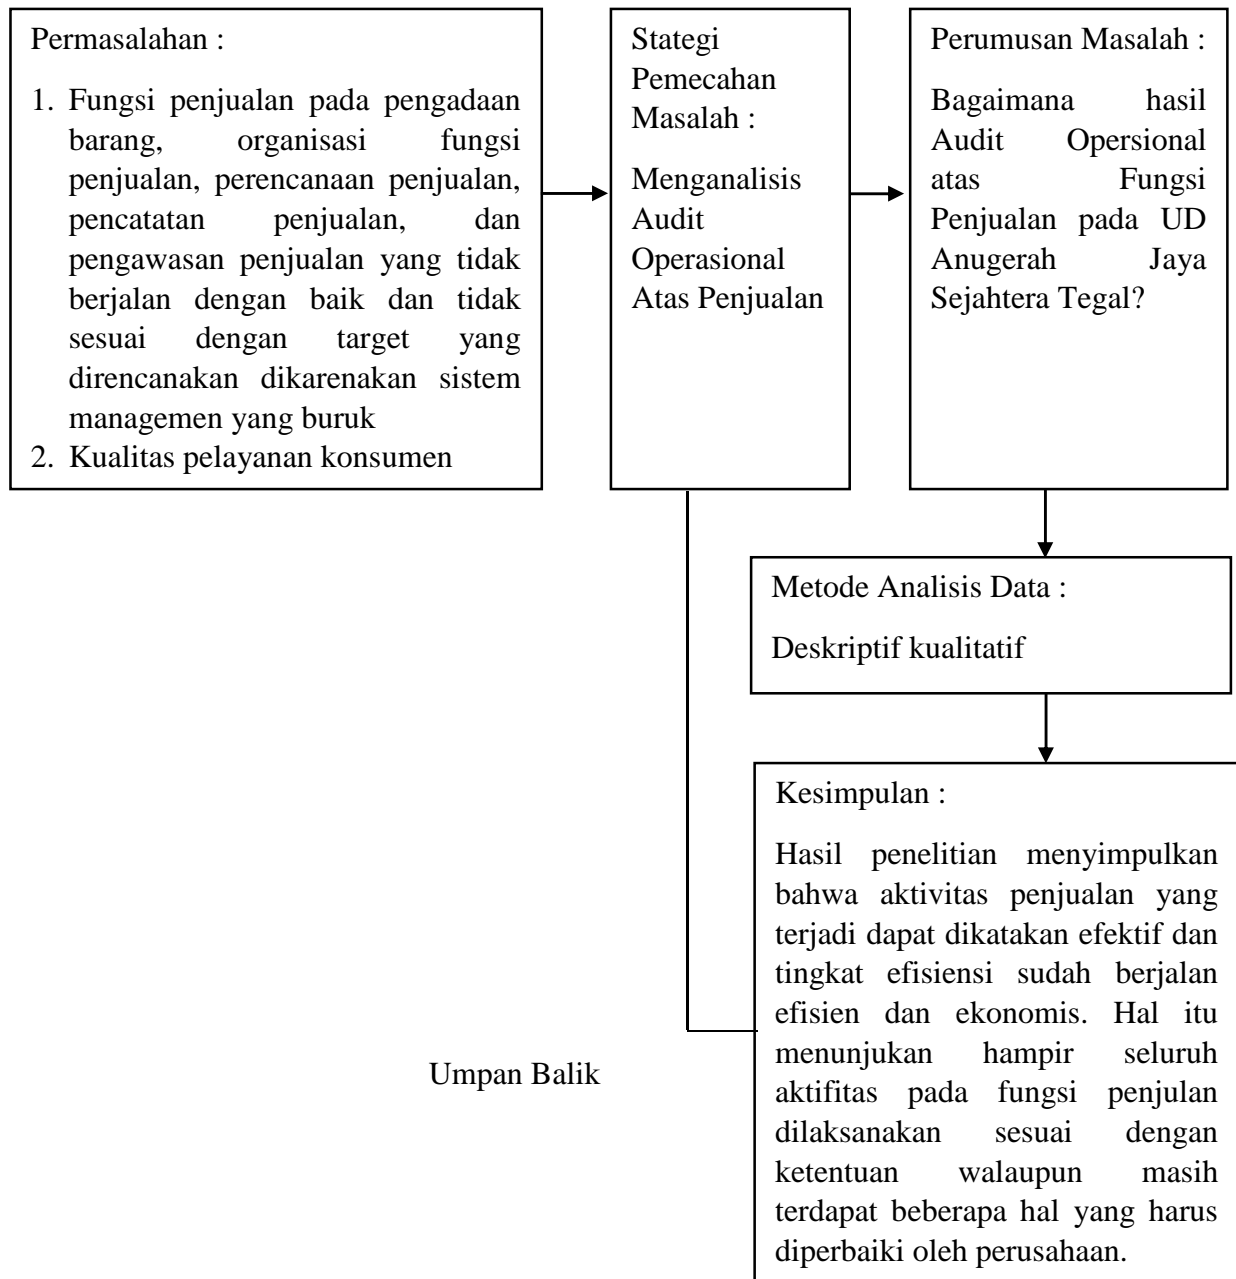 Permasalahan :
1. Fungsi penjualan pada pengadaan
barang, organisasi fungsi
penjualan, perencanaan penjualan,
pencatatan penjualan, dan
pengawasan penjualan yang tidak
berjalan dengan baik dan tidak
sesuai dengan target yang
direncanakan dikarenakan sistem
managemen yang buruk
2. Kualitas pelayanan konsumen
Stategi
Pemecahan
Masalah :
Menganalisis
Audit
Operasional
Atas Penjualan
Perumusan Masalah :
Bagaimana hasil
Audit Opersional
atas Fungsi
Penjualan pada UD
Anugerah Jaya
Sejahtera Tegal?
Metode Analisis Data :
Deskriptif kualitatif
Kesimpulan :
Hasil penelitian menyimpulkan
bahwa aktivitas penjualan yang
terjadi dapat dikatakan efektif dan
tingkat efisiensi sudah berjalan
efisien dan ekonomis. Hal itu
menunjukan hampir seluruh
aktifitas pada fungsi penjulan
dilaksanakan sesuai dengan
ketentuan walaupun masih
terdapat beberapa hal yang harus
diperbaiki oleh perusahaan.
Umpan Balik